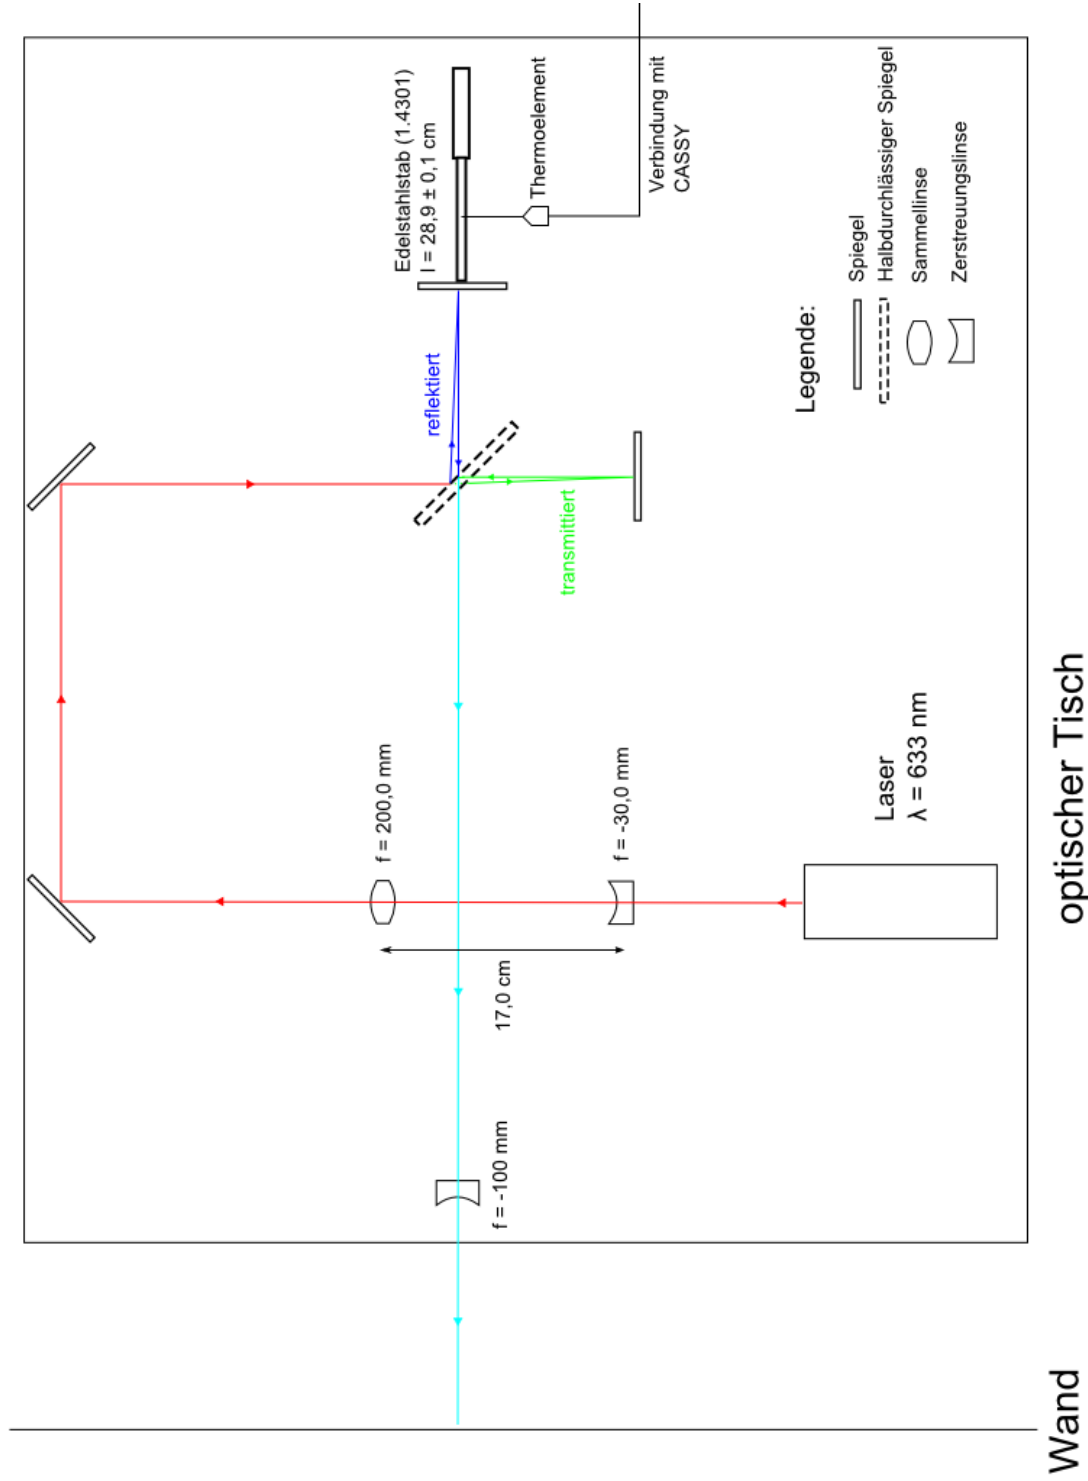 Edelstahlstab (1.4301)
l = 28,9 ± 0,1 cm
Thermoelement
Verbindung mit
CASSY
reflektiert
transmittiert
Legende:
Spiegel
Halbdurchlässiger Spiegel
Sammellinse
Zerstreuungslinse
f = 200,0 mm
f = -30,0 mm
17,0 cm
Laser
λ = 633 nm
f = -100 mm
optischer Tisch
Wand